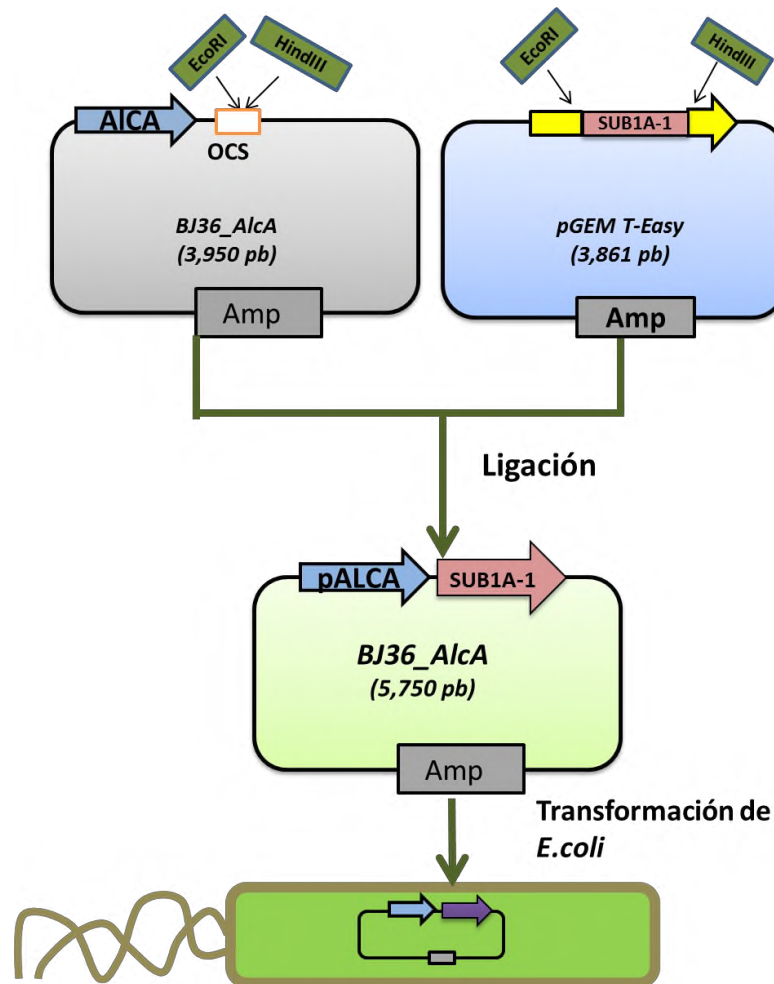 EcoRI
HindIII
AlCA
OCS
BJ36_AlcA
(3,950 pb)
Amp
EcoRI
HindIII
SUB1A-1
pGEM T-Easy
(3,861 pb)
Amp
Ligación
pALCA
SUB1A-1
BJ36_AlcA
(5,750 pb)
Amp
Transformación de
E.coli